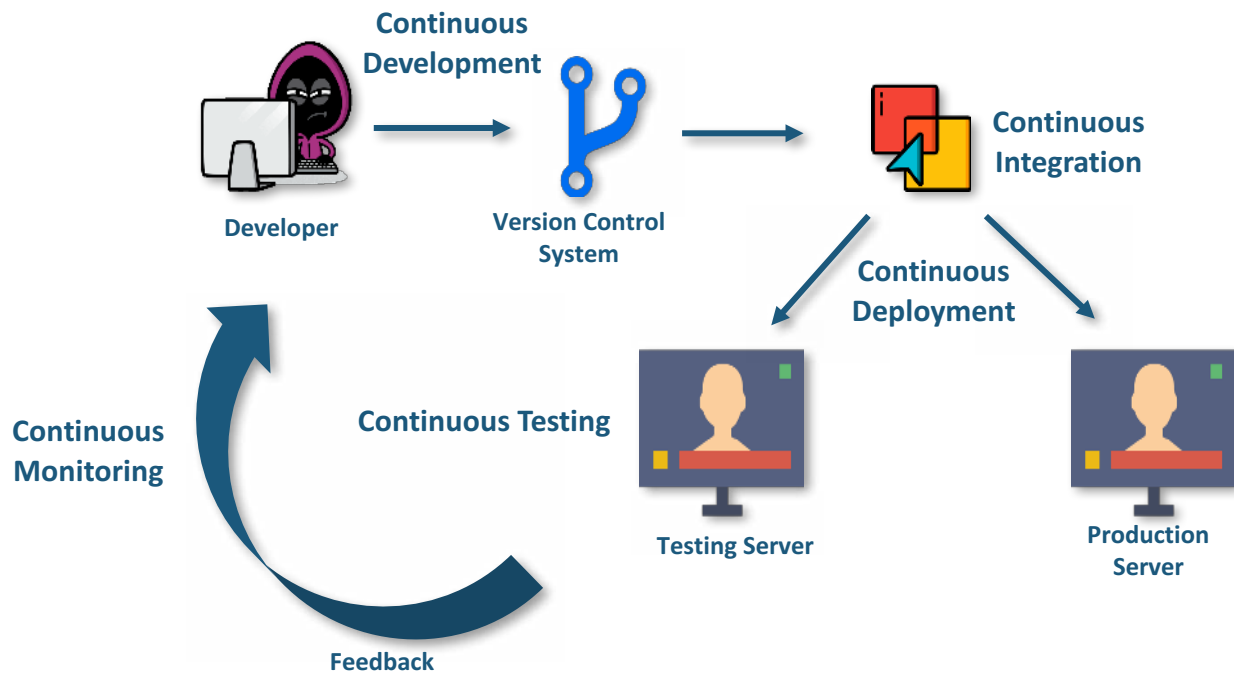 Continuous
Development
Developer
Version Control
System
Continuous
Integration
Continuous
Deployment
Continuous Testing
Testing Server
Production
Server
Continuous
Monitoring
Feedback